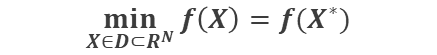 min f(X) = f(X*)
X∈D⊂R^N